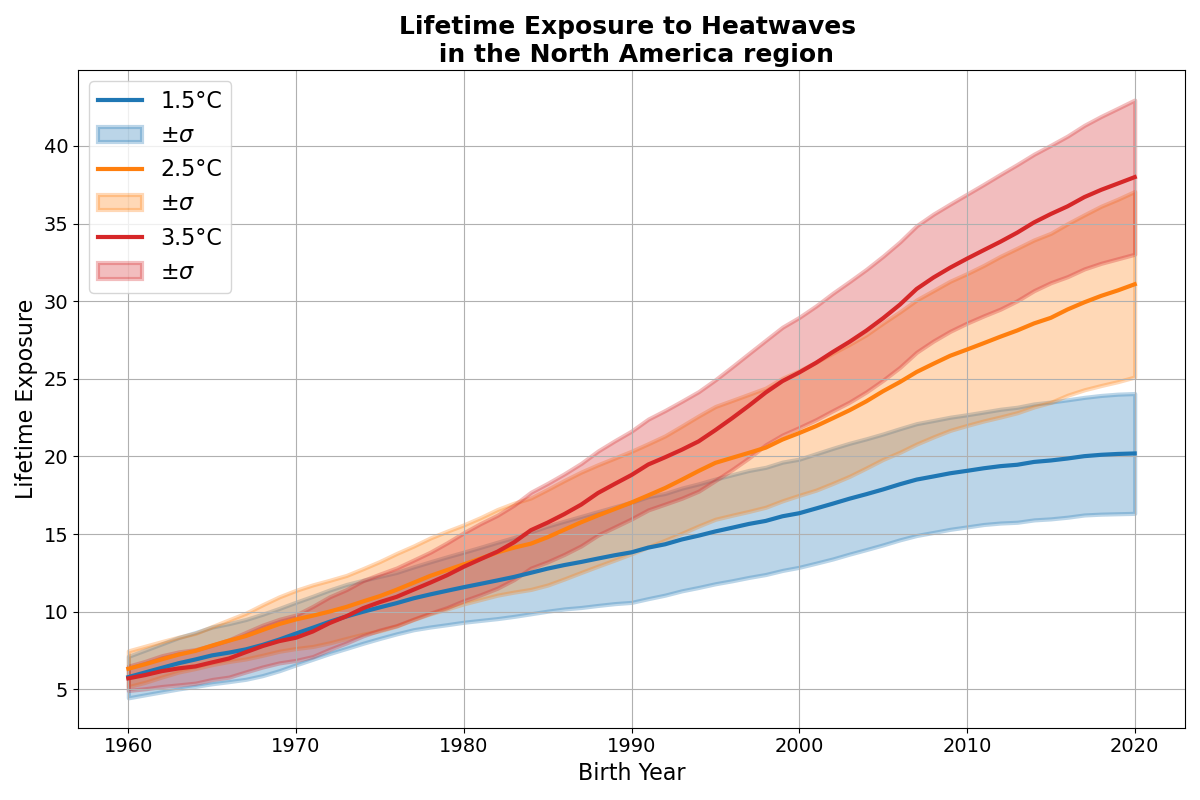 Lifetime Exposure to Heatwaves
in the North America region
1.5°C
±σ
2.5°C
±σ
3.5°C
±σ
Lifetime Exposure
40
35
30
25
20
15
10
5
1960 1970 1980 1990 2000 2010 2020
Birth Year